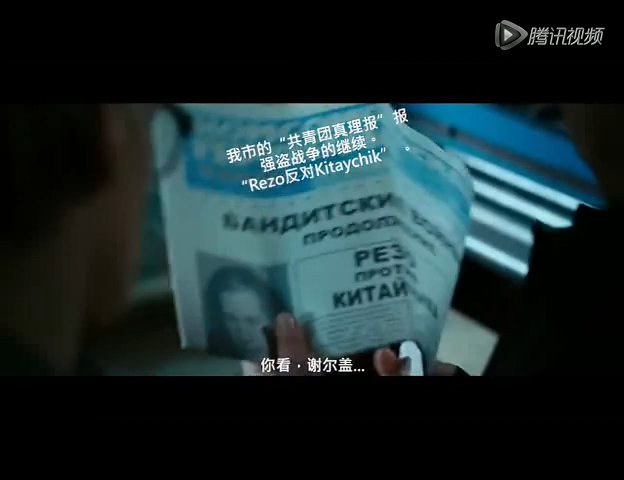 腾讯视频
我市的“共青团真理报” 报
强盗战争的继续。
“Rezo反对Kitaychik” 。
БАНДИТСКИ
ПРОДОЛ
РЕЗ
ПРОТ
КИТАЙ
你看，谢尔盖...